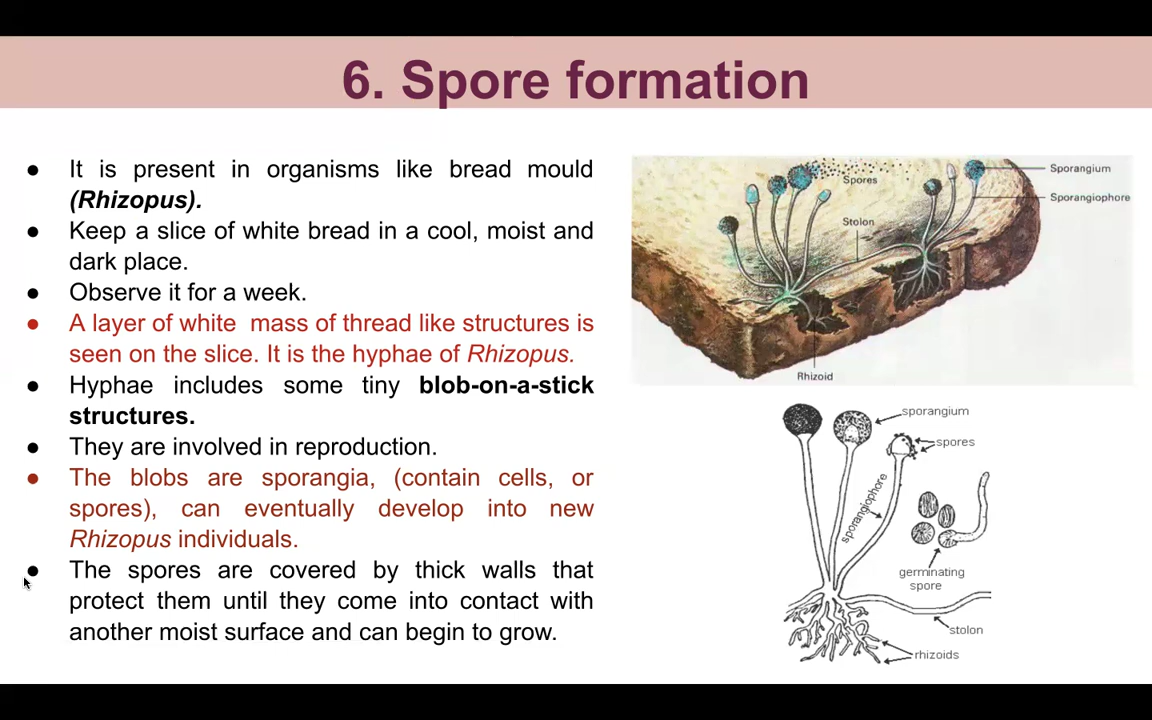 6. Spore formation
● It is present in organisms like bread mould
(Rhizopus).
● Keep a slice of white bread in a cool, moist and
dark place.
● Observe it for a week.
● A layer of white mass of thread like structures is
seen on the slice. It is the hyphae of Rhizopus.
● Hyphae includes some tiny blob-on-a-stick
structures.
● They are involved in reproduction.
● The blobs are sporangia, (contain cells, or
spores), can eventually develop into new
Rhizopus individuals.
● The spores are covered by thick walls that
protect them until they come into contact with
another moist surface and can begin to grow.
Sporangium
Spores
Sporangiophore
Stolon
Rhizoid
sporangium
spores
sporangiophore
germinating
spore
stolon
rhizoids